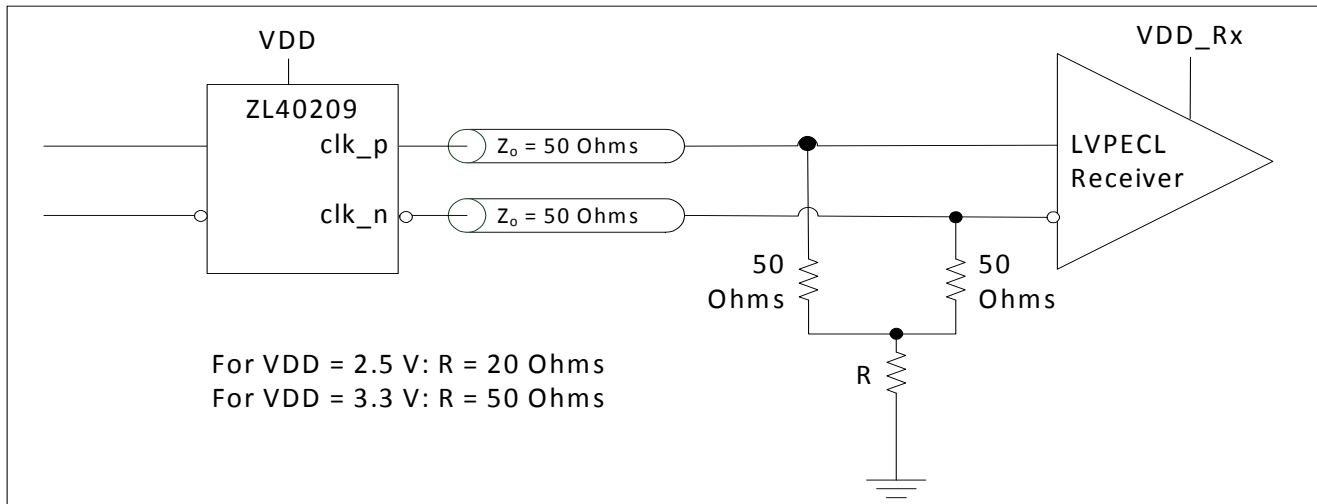 VDD
VDD_Rx
ZL40209
clk_p
Zo = 50 Ohms
LVPECL
Receiver
clk_n
Zo = 50 Ohms
50
Ohms
50
Ohms
For VDD = 2.5 V: R = 20 Ohms
For VDD = 3.3 V: R = 50 Ohms
R